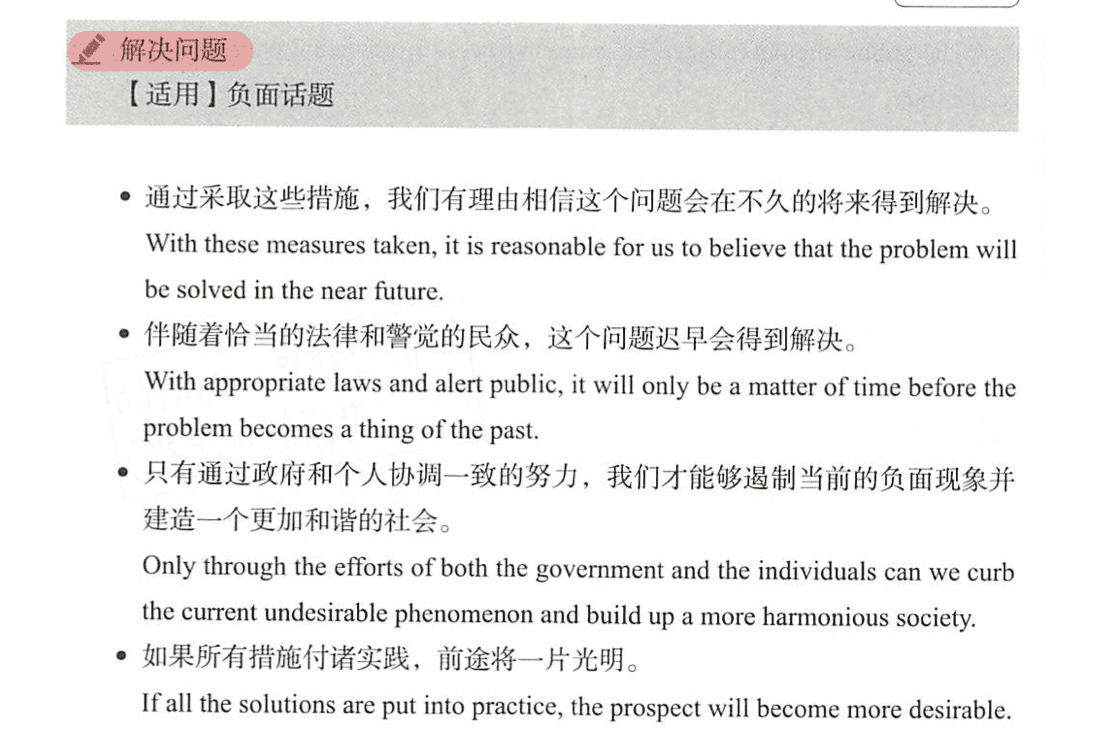 解决问题
【适用】负面话题
• 通过采取这些措施，我们有理由相信这个问题会在不久的将来得到解决。
With these measures taken, it is reasonable for us to believe that the problem will
be solved in the near future.
• 伴随着恰当的法律和警觉的民众，这个问题迟早会得到解决。
With appropriate laws and alert public, it will only be a matter of time before the
problem becomes a thing of the past.
• 只有通过政府和个人协调一致的努力，我们才能够遏制当前的负面现象并
建造一个更加和谐的社会。
Only through the efforts of both the government and the individuals can we curb
the current undesirable phenomenon and build up a more harmonious society.
• 如果所有措施付诸实践，前途将一片光明。
If all the solutions are put into practice, the prospect will become more desirable.